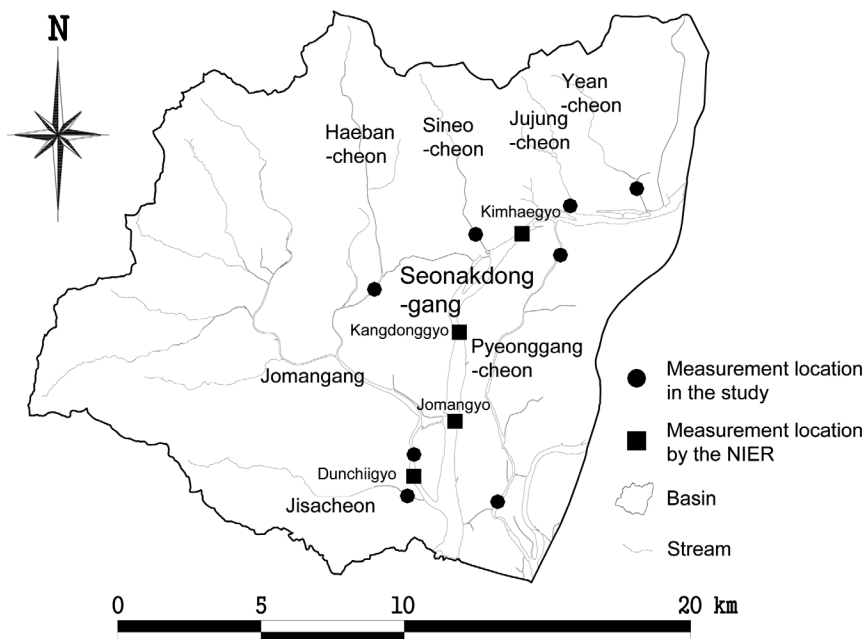 N
Yean
-cheon
Haeban
-cheon
Sineo
-cheon
Jujung
-cheon
Kimhaegyo
Seonakdong
-gang
Kangdonggyo
Pyeonggang
-cheon
Jomangang
Jomangyo
Dunchiigyo
Jisacheon
Measurement location
in the study
Measurement location
by the NIER
Basin
Stream
0 5 10 20 km